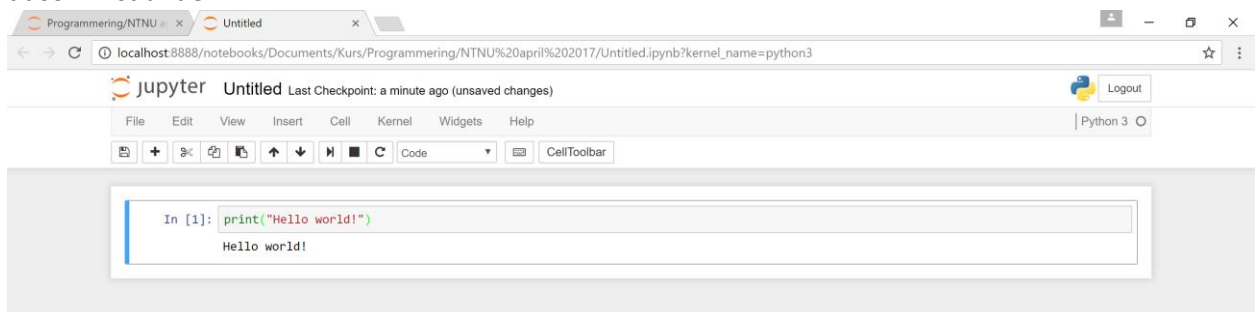 Programmering/NTNU a
Untitled
localhost:8888/notebooks/Documents/Kurs/Programmering/NTNU%20april%202017/Untitled.ipynb?kernel_name=python3
jupyter Untitled Last Checkpoint: a minute ago (unsaved changes)
Logout
File Edit View Insert Cell Kernel Widgets Help
Python 3
Code
CellToolbar
In [1]: print("Hello world!")
Hello world!